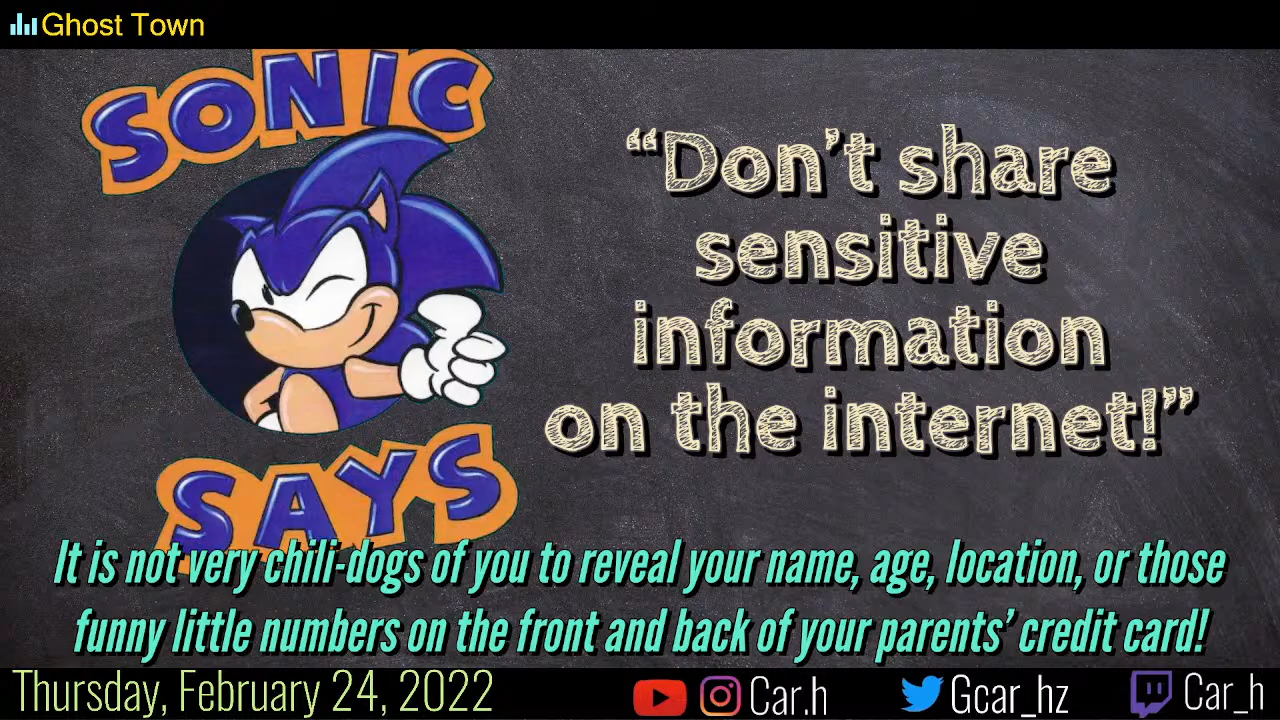 Ghost Town
SONIC
SAYS
“Don’t share
sensitive
information
on the internet!”
It is not very chili-dogs of you to reveal your name, age, location, or those
funny little numbers on the front and back of your parents’ credit card!
Thursday, February 24, 2022
Car.h
Gcar_hz
Car_h